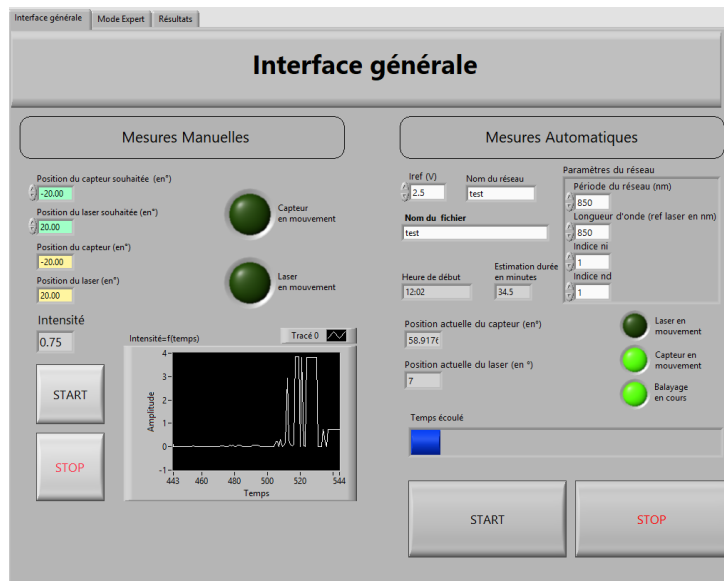 Interface générale
Mode Expert
Résultats
Interface générale
Mesures Manuelles
Position du capteur souhaitée (en°)
-20.00
Position du laser souhaitée (en°)
20.00
Position du capteur (en°)
-20.00
Position du laser (en°)
20.00
Capteur
en mouvement
Laser
en mouvement
Intensité
0.75
START
STOP
Intensité=f(temps)
Tracé 0
Amplitude
4
3
2
1
0
-1
443
460
480
500
520
544
Temps
Mesures Automatiques
Iref (V)
2.5
Nom du réseau
test
Nom du fichier
test
Paramètres du réseau
Période du réseau (nm)
850
Longueur d'onde (ref laser en nm)
850
Indice ni
1
Indice nd
1
Heure de début
12:02
Estimation durée
en minutes
34.5
Position actuelle du capteur (en°)
58.9176
Position actuelle du laser (en °)
7
Laser en
mouvement
Capteur en
mouvement
Balayage
en cours
Temps écoulé
START
STOP